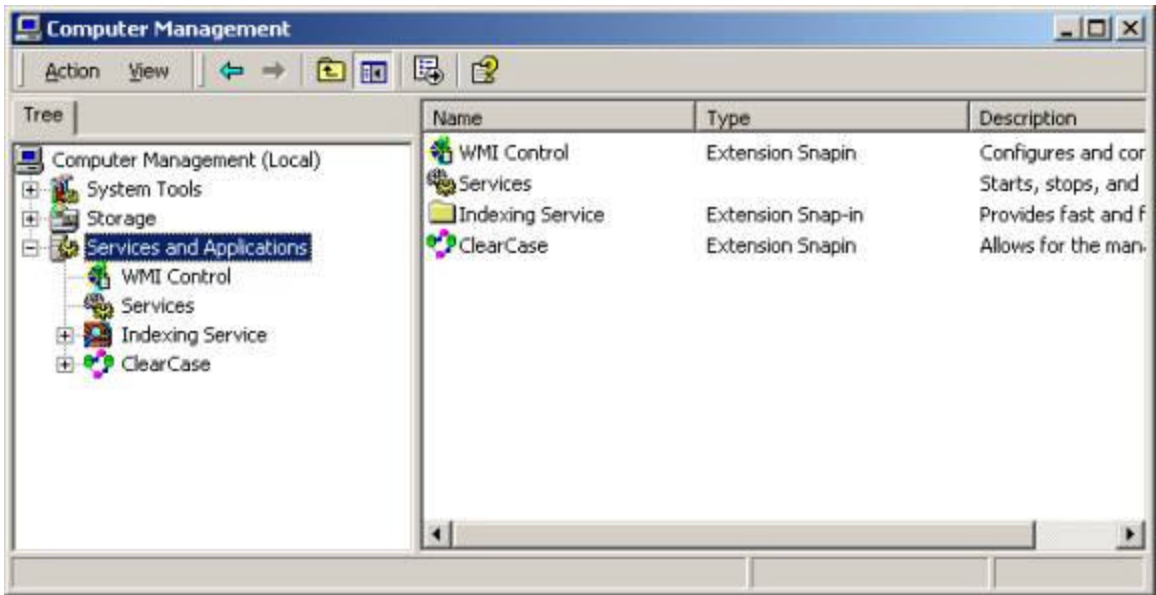 Computer Management
Action View
Tree
Computer Management (Local)
System Tools
Storage
Services and Applications
WMI Control
Services
Indexing Service
ClearCase
Name Type Description
WMI Control Extension Snapin Configures and cor
Services Starts, stops, and
Indexing Service Extension Snap-in Provides fast and f
ClearCase Extension Snapin Allows for the man